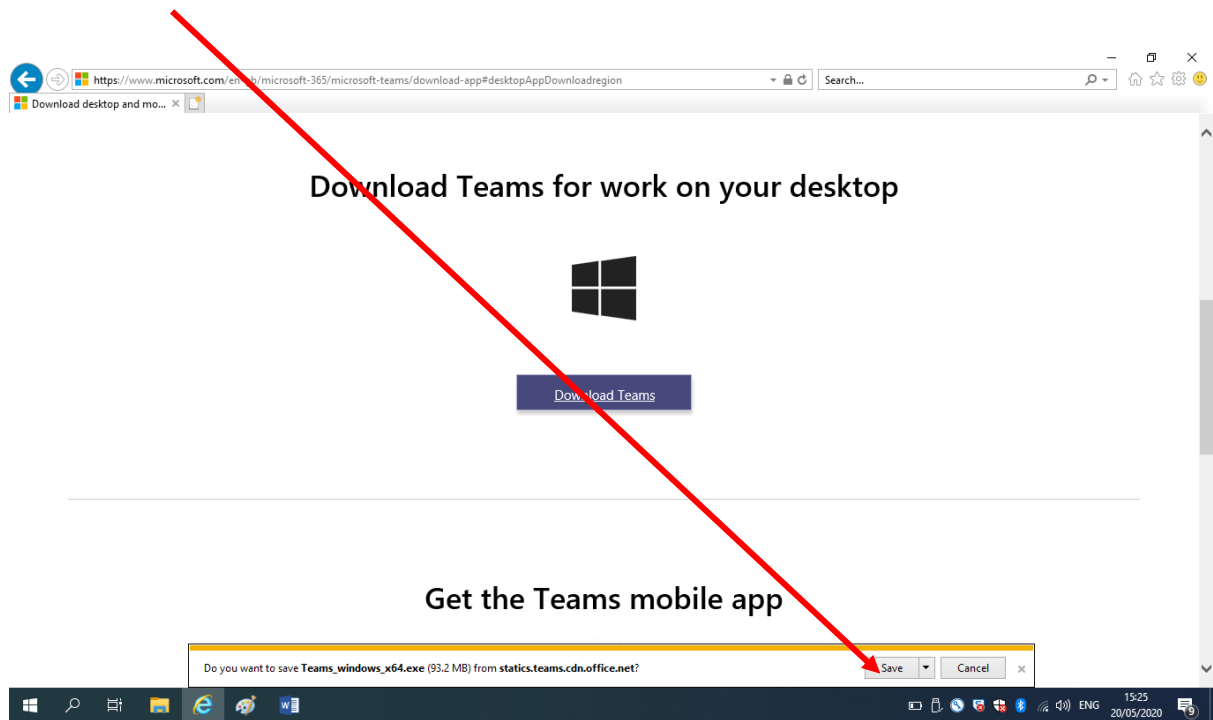 https://www.microsoft.com/en-gb/microsoft-365/microsoft-teams/download-app#desktopAppDownloadregion
Search...
Download desktop and mo...
Download Teams for work on your desktop
Download Teams
Get the Teams mobile app
Do you want to save Teams_windows_x64.exe (93.2 MB) from statics.teams.cdn.office.net?
Save
Cancel
ENG
15:25
20/05/2020
9